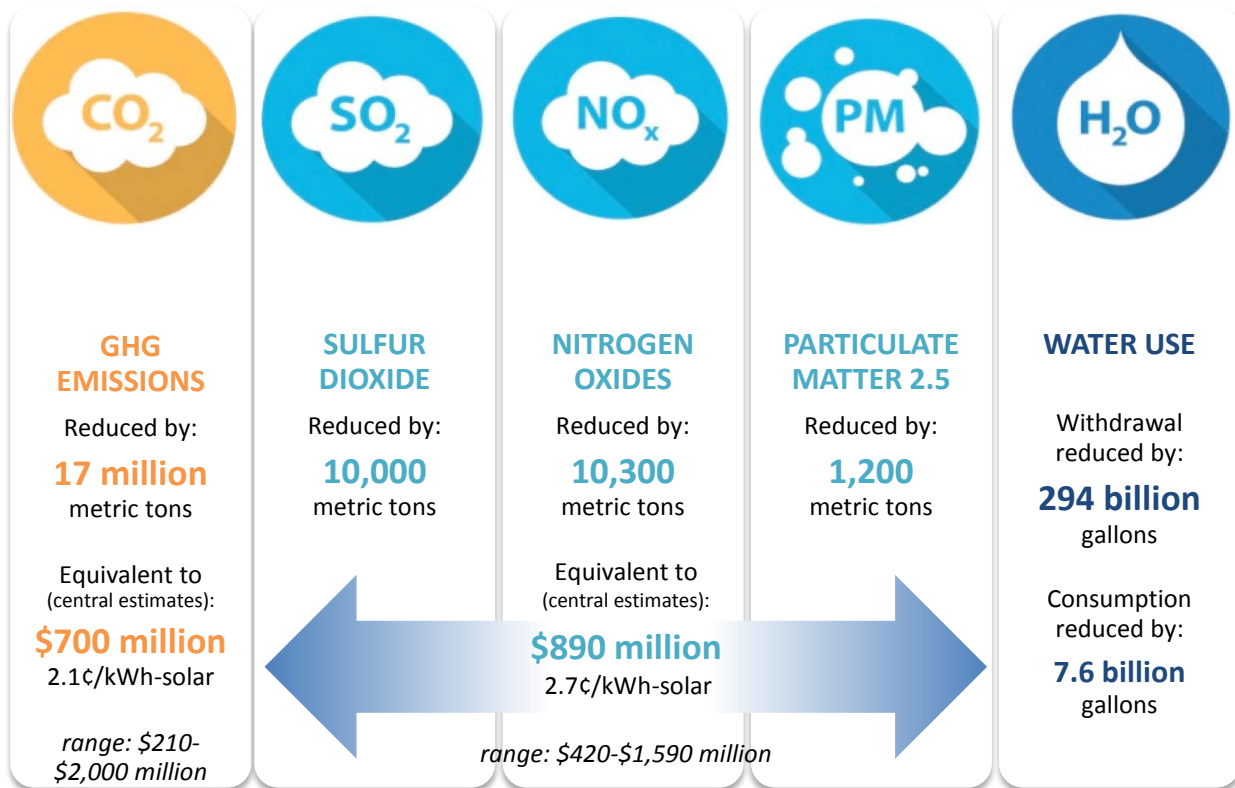 CO₂
GHG
EMISSIONS
Reduced by:
17 million
metric tons
Equivalent to
(central estimates):
$700 million
2.1¢/kWh-solar
range: $210-
$2,000 million
SO₂
SULFUR
DIOXIDE
Reduced by:
10,000
metric tons
NOₓ
NITROGEN
OXIDES
Reduced by:
10,300
metric tons
Equivalent to
(central estimates):
$890 million
2.7¢/kWh-solar
range: $420-$1,590 million
PM
PARTICULATE
MATTER 2.5
Reduced by:
1,200
metric tons
H₂O
WATER USE
Withdrawal
reduced by:
294 billion
gallons
Consumption
reduced by:
7.6 billion
gallons